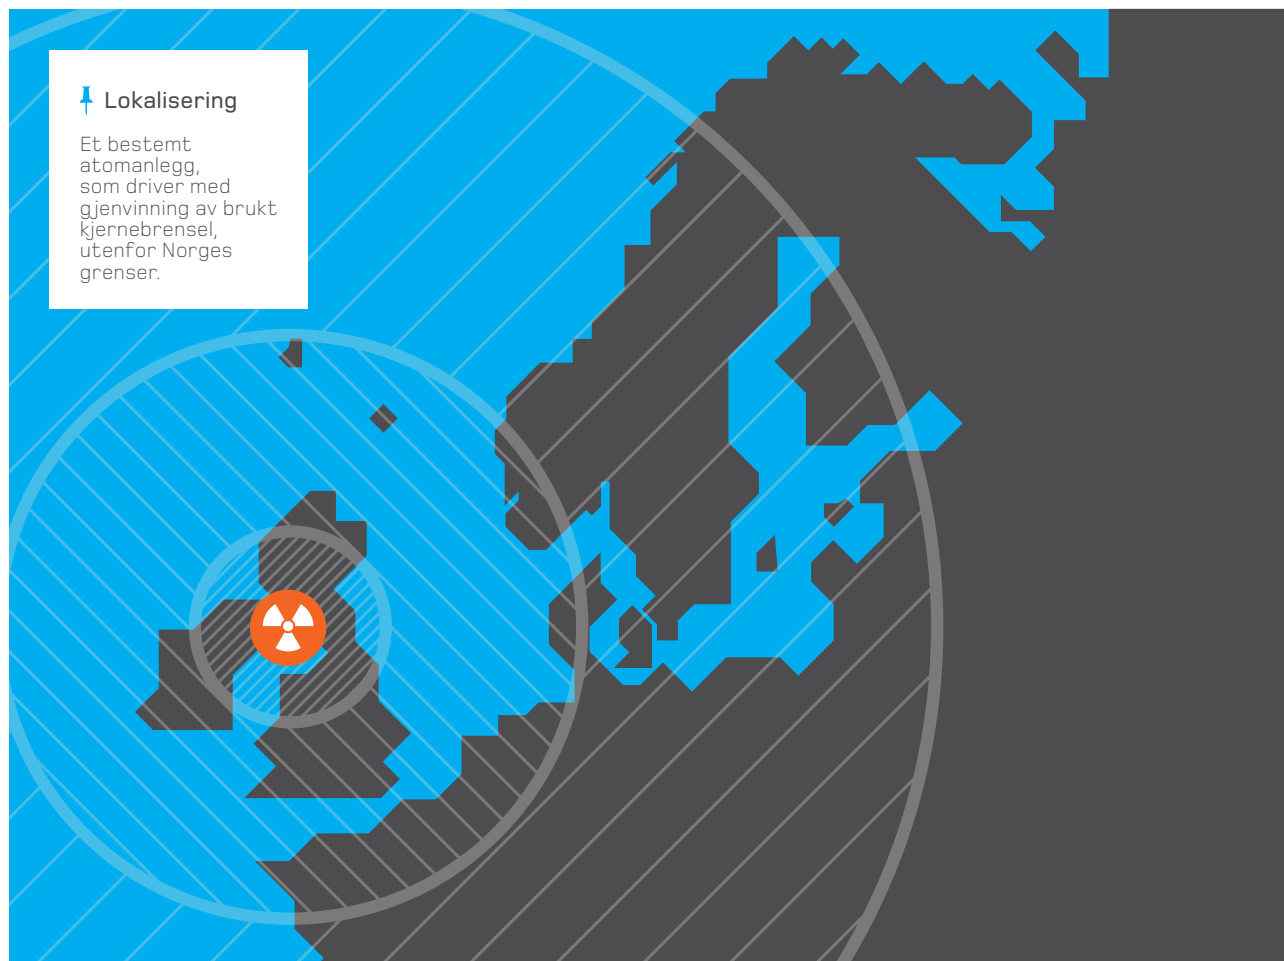 Lokalisering
Et bestemt
atomanlegg,
som driver med
gjenvinning av brukt
kjernebrensel,
utenfor Norges
grenser.